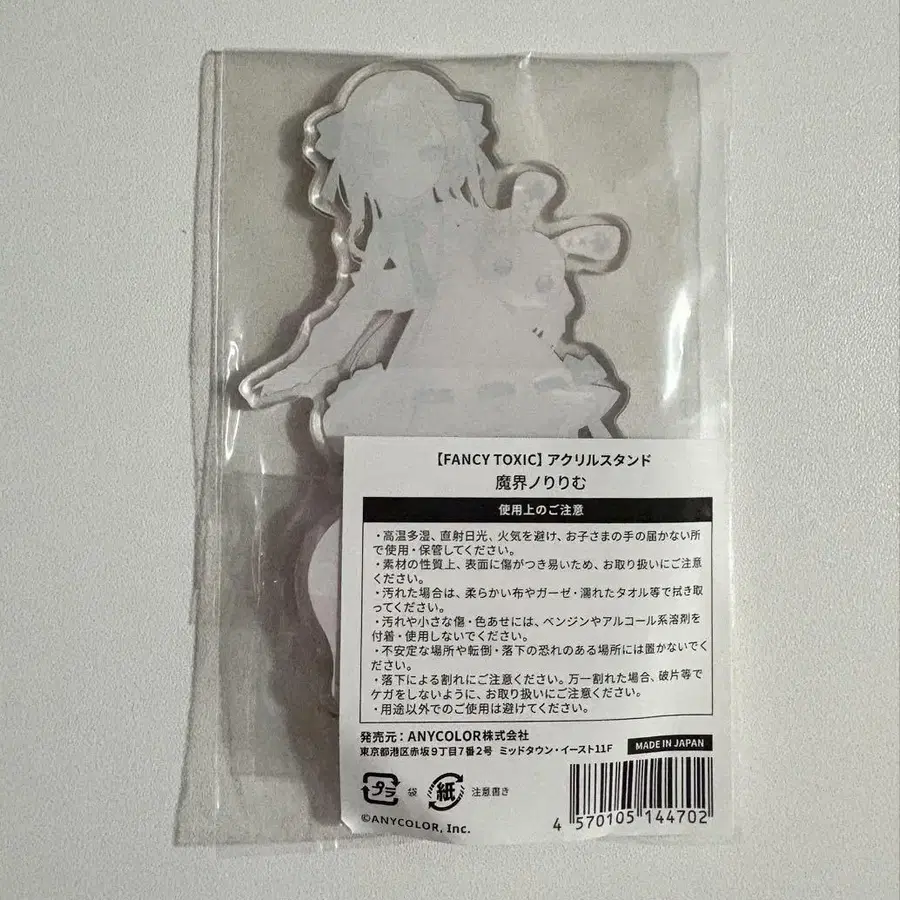 【FANCY TOXIC】アクリルスタンド
魔界ノりりむ
使用上のご注意
・高温多湿、直射日光、火気を避け、お子さまの手の届かない所
で使用・保管してください。
・素材の性質上、表面に傷がつき易いため、お取り扱いにご注意
ください。
・汚れた場合は、柔らかい布やガーゼ・濡れたタオル等で拭き取
ってください。
・汚れや小さな傷・色あせには、ベンジンやアルコール系溶剤を
付着・使用しないでください。
・不安定な場所や転倒・落下の恐れのある場所には置かないでく
ださい。
・落下による割れにご注意ください。万一割れた場合、破片等で
ケガをしないように、お取り扱いにご注意ください。
・用途以外でのご使用は避けてください。
発売元：ANYCOLOR株式会社
東京都港区赤坂9丁目7番2号 ミッドタウン・イースト11F
MADE IN JAPAN
プラ 袋 紙 注意書き
©ANYCOLOR, Inc.
4 570105 144702